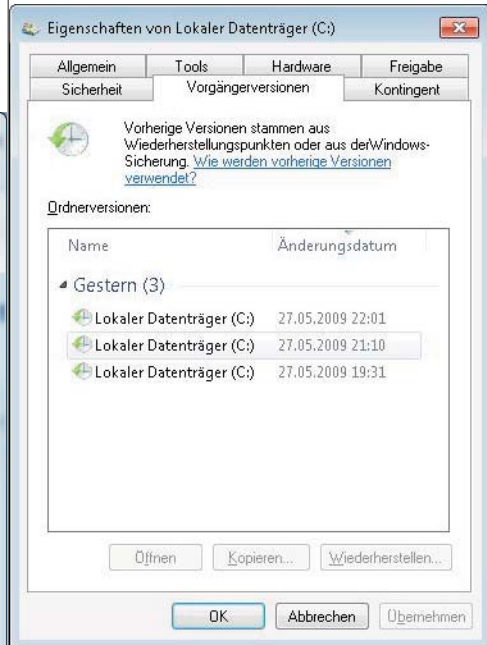 Eigenschaften von Lokaler Datenträger (C:)
Allgemein Tools Hardware Freigabe
Sicherheit Vorgängerversionen Kontingent
Vorherige Versionen stammen aus
Wiederherstellungspunkten oder aus derWindows-
Sicherung. Wie werden vorherige Versionen
verwendet?
Ordnerversionen:
Name Änderungsdatum
Gestern (3)
Lokaler Datenträger (C:) 27.05.2009 22:01
Lokaler Datenträger (C:) 27.05.2009 21:10
Lokaler Datenträger (C:) 27.05.2009 19:31
Öffnen Kopieren... Wiederherstellen...
OK Abbrechen Übernehmen